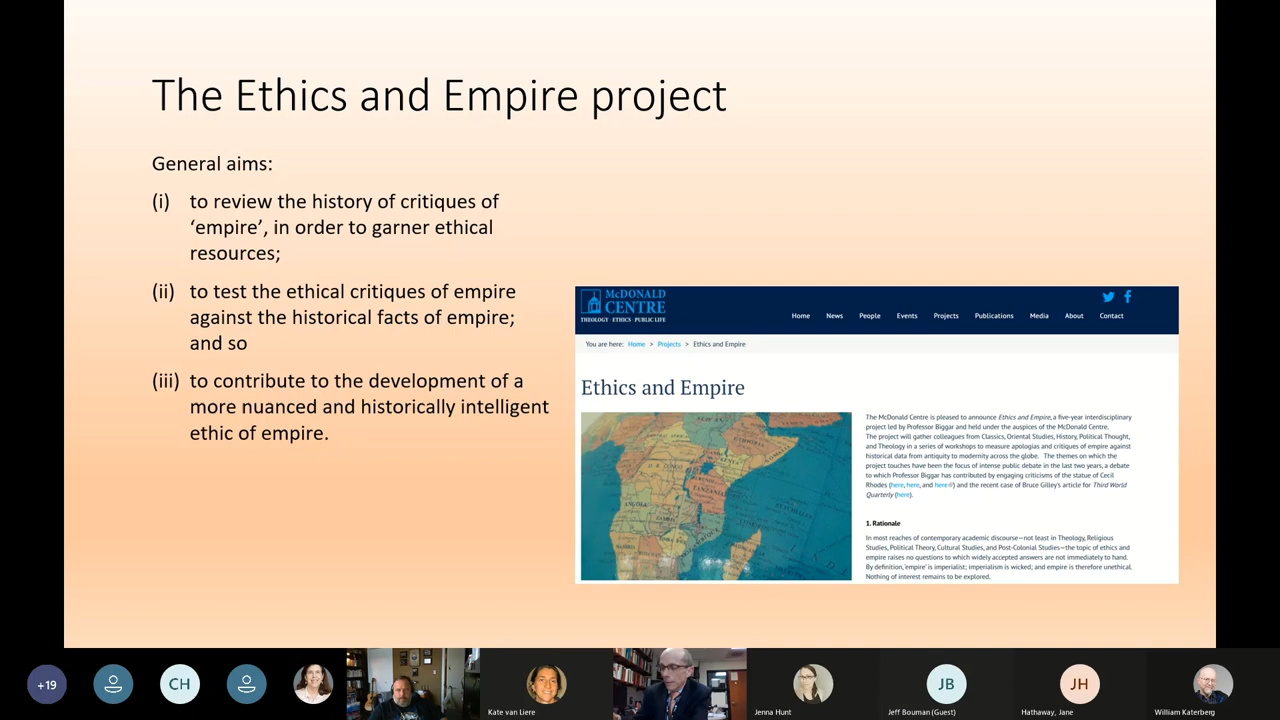 The Ethics and Empire project
General aims:
(i) to review the history of critiques of
‘empire’, in order to garner ethical
resources;
(ii) to test the ethical critiques of empire
against the historical facts of empire;
and so
(iii) to contribute to the development of a
more nuanced and historically intelligent
ethic of empire.
McDONALD
CENTRE
THEOLOGY · ETHICS · PUBLIC LIFE
Home News People Events Projects Publications Media About Contact
You are here: Home > Projects > Ethics and Empire
Ethics and Empire
The McDonald Centre is pleased to announce Ethics and Empire, a five-year interdisciplinary
project led by Professor Biggar and held under the auspices of the McDonald Centre.
The project will gather colleagues from Classics, Oriental Studies, History, Political Thought,
and Theology in a series of workshops to measure apologias and critiques of empire against
historical data from antiquity to modernity across the globe. The themes on which the
project touches have been the focus of intense public debate in the last two years, a debate
to which Professor Biggar has contributed by engaging criticisms of the statue of Cecil
Rhodes (here, here, and here) and the recent case of Bruce Gilley's article for Third World
Quarterly (here).
1. Rationale
In most reaches of contemporary academic discourse—not least in Theology, Religious
Studies, Political Theory, Cultural Studies, and Post-Colonial Studies—the topic of ethics and
empire raises no questions to which widely accepted answers are not immediately to hand.
By definition, 'empire' is imperialist; imperialism is wicked; and empire is therefore unethical.
Nothing of interest remains to be explored.
TANZANIA
ANGOLA
+19
CH
Kate van Liere
Jenna Hunt
JB
Jeff Bouman (Guest)
JH
Hathaway, Jane
William Katerberg